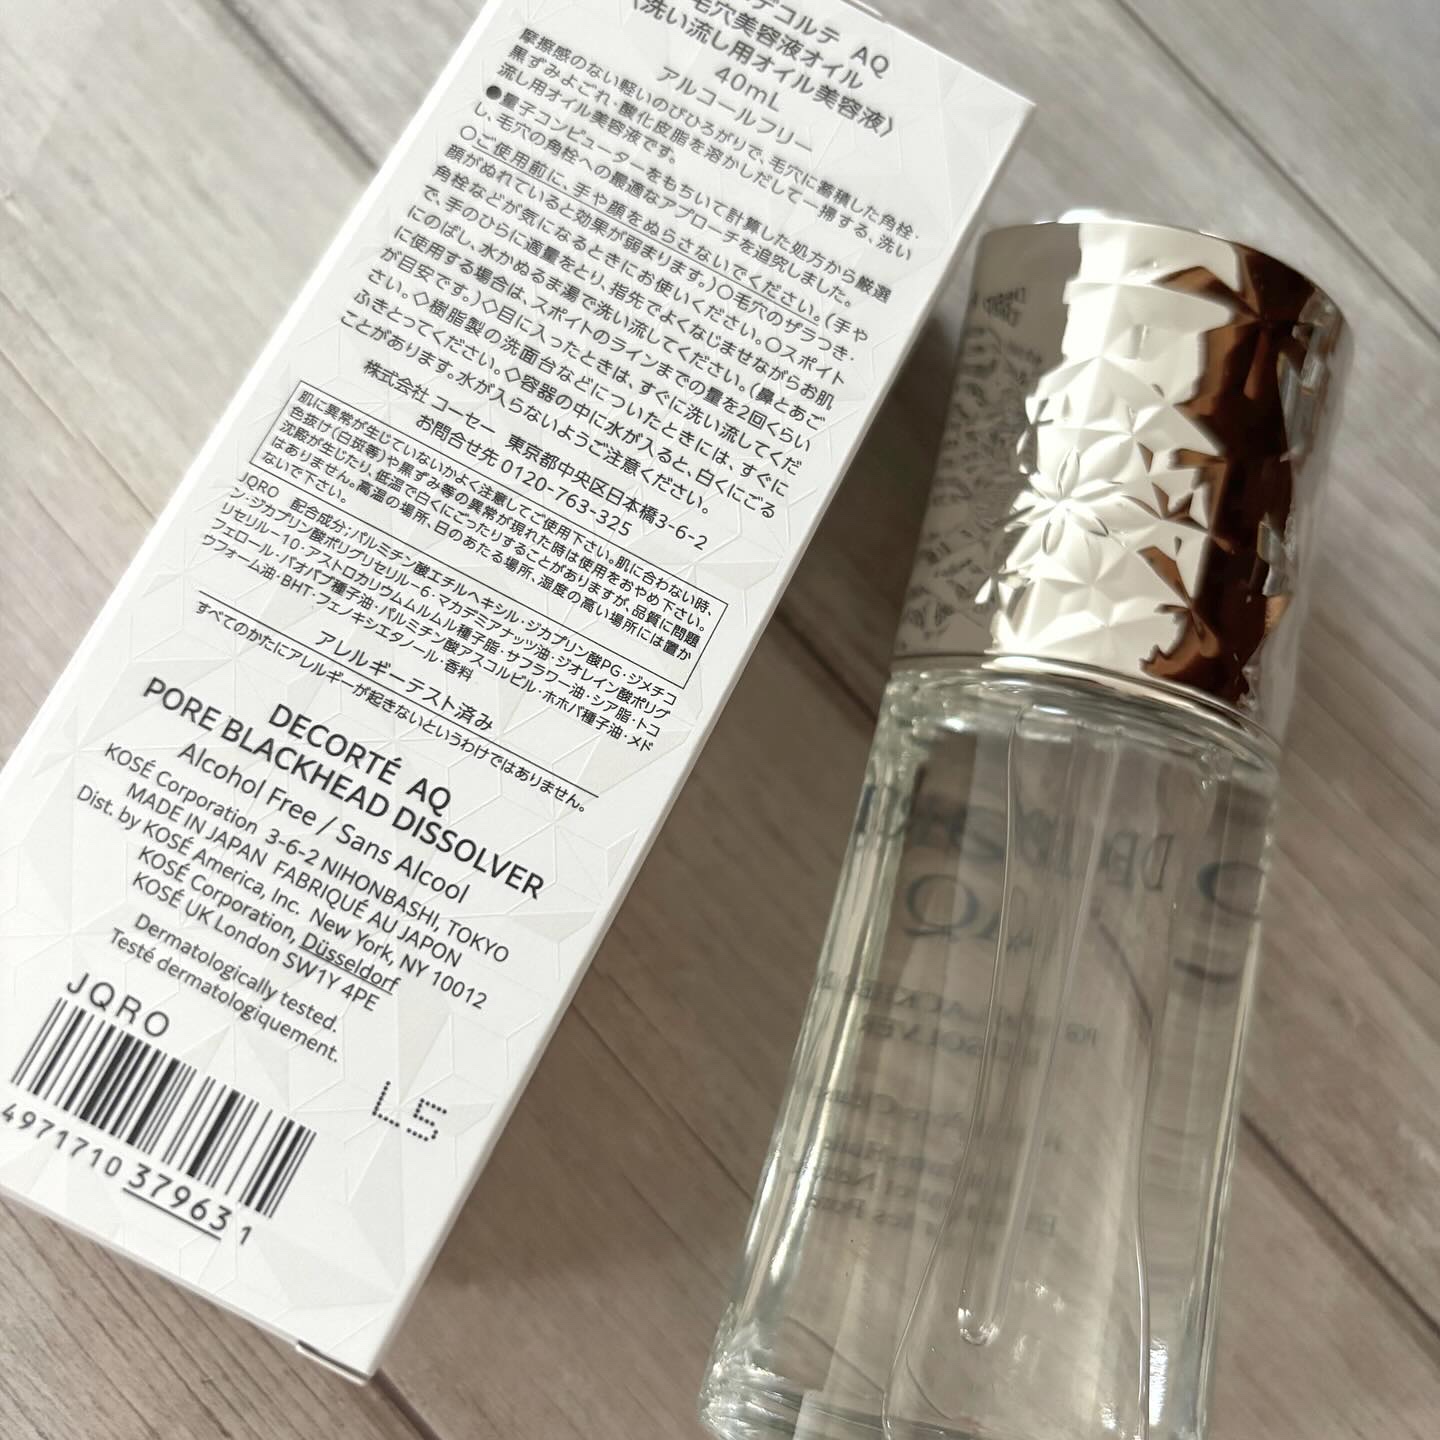 デコルテ AQ
毛穴美容液オイル
〈洗い流し用オイル美容液〉
40mL
アルコールフリー
摩擦感のない軽いのびひろがりで、毛穴に蓄積した角栓・
黒ずみよごれ・酸化皮脂を溶かしだして一掃する、洗い
流し用オイル美容液です。
●量子コンピューターをもちいて計算した処方から厳選
し、毛穴の角栓への最適なアプローチを追究しました。
○ご使用前に、手や顔をぬらさないでください。(手や
顔がぬれていると効果が弱まります。)○毛穴のザラつき・
角栓などが気になるときにお使いください。○スポイト
で、手のひらに適量をとり、指先でよくなじませながらお肌
にのばし、水かぬるま湯で洗い流してください。(鼻とあご
に使用する場合は、スポイトのラインまでの量を2回くらい
が目安です。)◇目に入ったときは、すぐに洗い流してくだ
さい。◇樹脂製の洗面台などについたときには、すぐに
ふきとってください。◇容器の中に水が入ると、白くにごる
ことがあります。水が入らないようご注意ください。
株式会社 コーセー 東京都中央区日本橋3-6-2
お問合せ先 0120-763-325
肌に異常が生じていないかよく注意してご使用下さい。肌に合わない時、
色抜け(白斑等)や黒ずみ等の異常が現れた時は使用をおやめ下さい。
沈殿が生じたり、低温で白くにごったりすることがありますが、品質に問題
はありません。高温の場所、日のあたる場所、湿度の高い場所には置か
ないで下さい。
JQRO 配合成分:パルミチン酸エチルヘキシル・ジカプリン酸PG・ジメチコ
ン・ジカプリン酸ポリグリセリル-6・マカデミアナッツ油・ジオレイン酸ポリグ
リセリル-10・アストロカリウムムルムル種子脂・サフラワー油・シア脂・トコ
フェロール・バオバブ種子油・パルミチン酸アスコルビル・ホホバ種子油・メド
ウフォーム油・BHT・フェノキシエタノール・香料
アレルギーテスト済み
すべてのかたにアレルギーが起きないというわけではありません。
DECORTÉ AQ
PORE BLACKHEAD DISSOLVER
Alcohol Free / Sans Alcool
KOSÉ Corporation 3-6-2 NIHONBASHI, TOKYO
MADE IN JAPAN FABRIQUÉ AU JAPON
Dist. by KOSÉ America, Inc. New York, NY 10012
KOSÉ Corporation, Düsseldorf
KOSÉ UK London SW1Y 4PE
Dermatologically tested.
Testé dermatologiquement.
JQRO
L5
4971710 379631